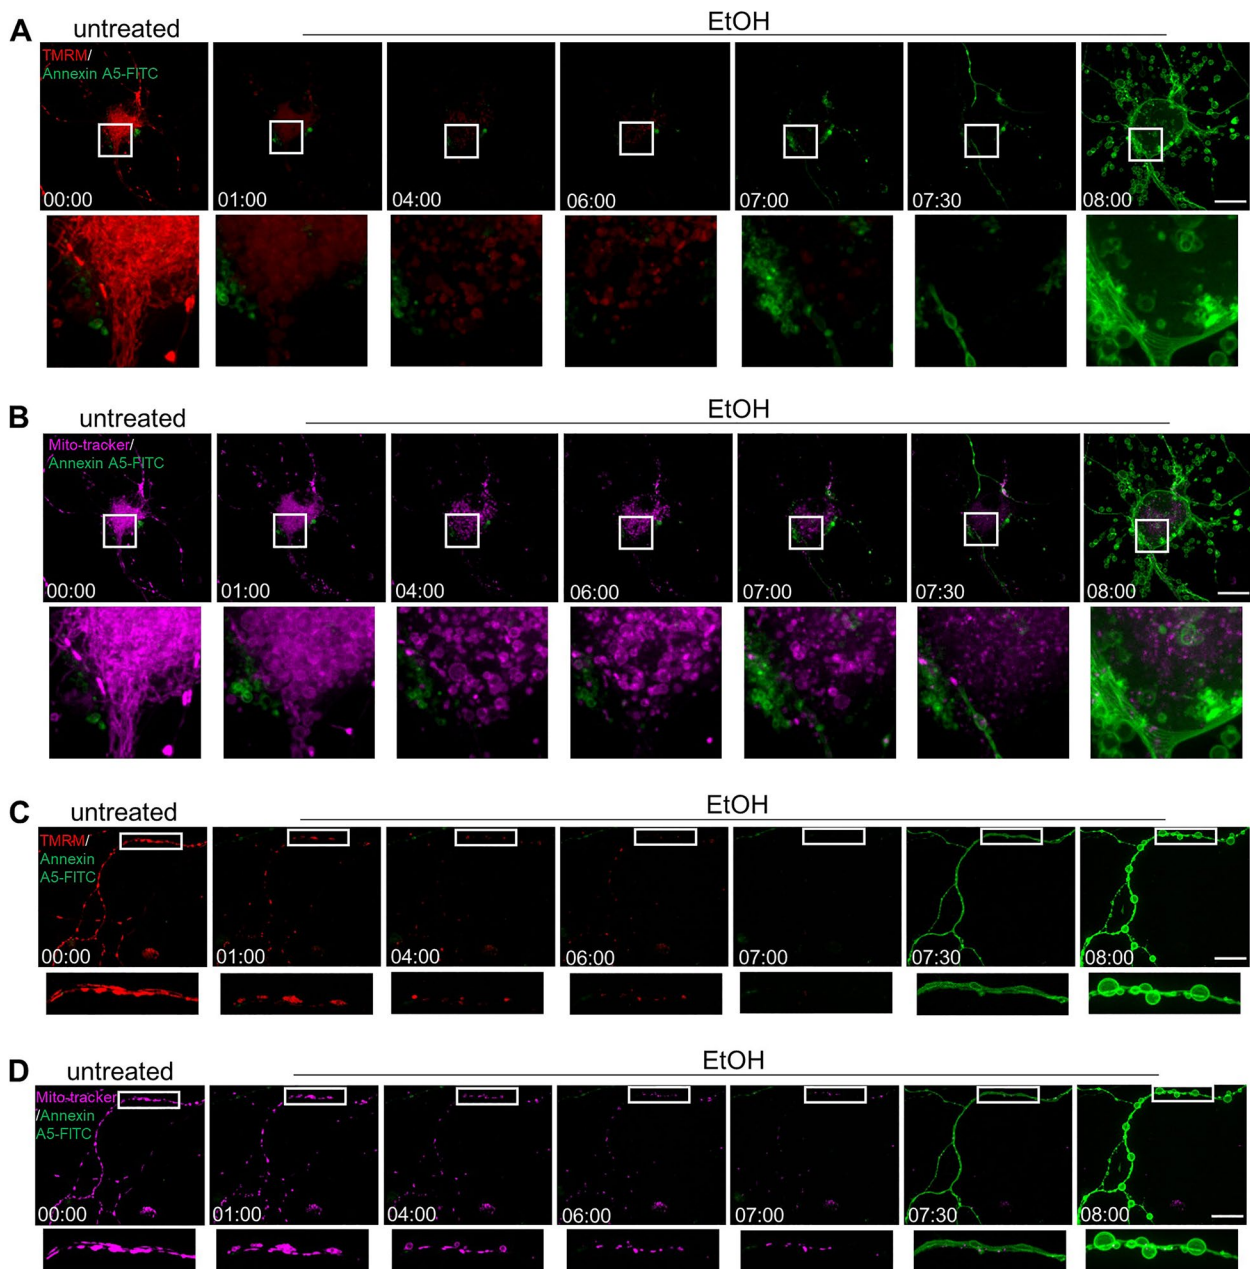 A
untreated
EtOH
TMRM/
Annexin A5-FITC
00:00
01:00
04:00
06:00
07:00
07:30
08:00
B
untreated
EtOH
Mito-tracker/
Annexin A5-FITC
00:00
01:00
04:00
06:00
07:00
07:30
08:00
C
untreated
EtOH
TMRM/
Annexin
A5-FITC
00:00
01:00
04:00
06:00
07:00
07:30
08:00
D
untreated
EtOH
Mito-tracker
/Annexin
A5-FITC
00:00
01:00
04:00
06:00
07:00
07:30
08:00